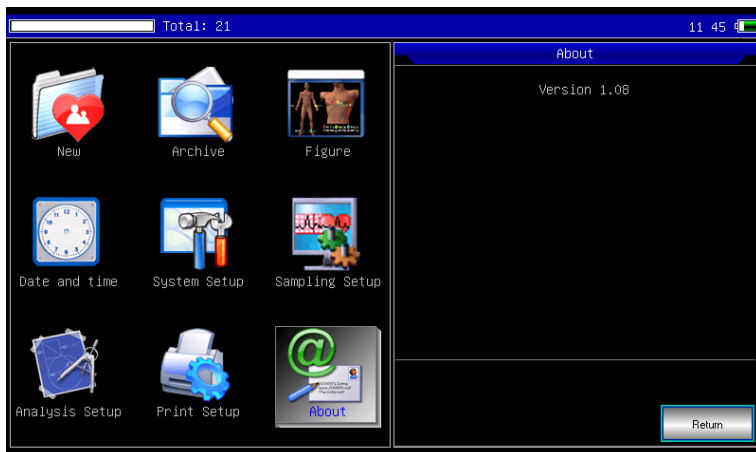 Total: 21
11 45
About
Version 1.08
New
Archive
Figure
Date and time
System Setup
Sampling Setup
Analysis Setup
Print Setup
About
Return